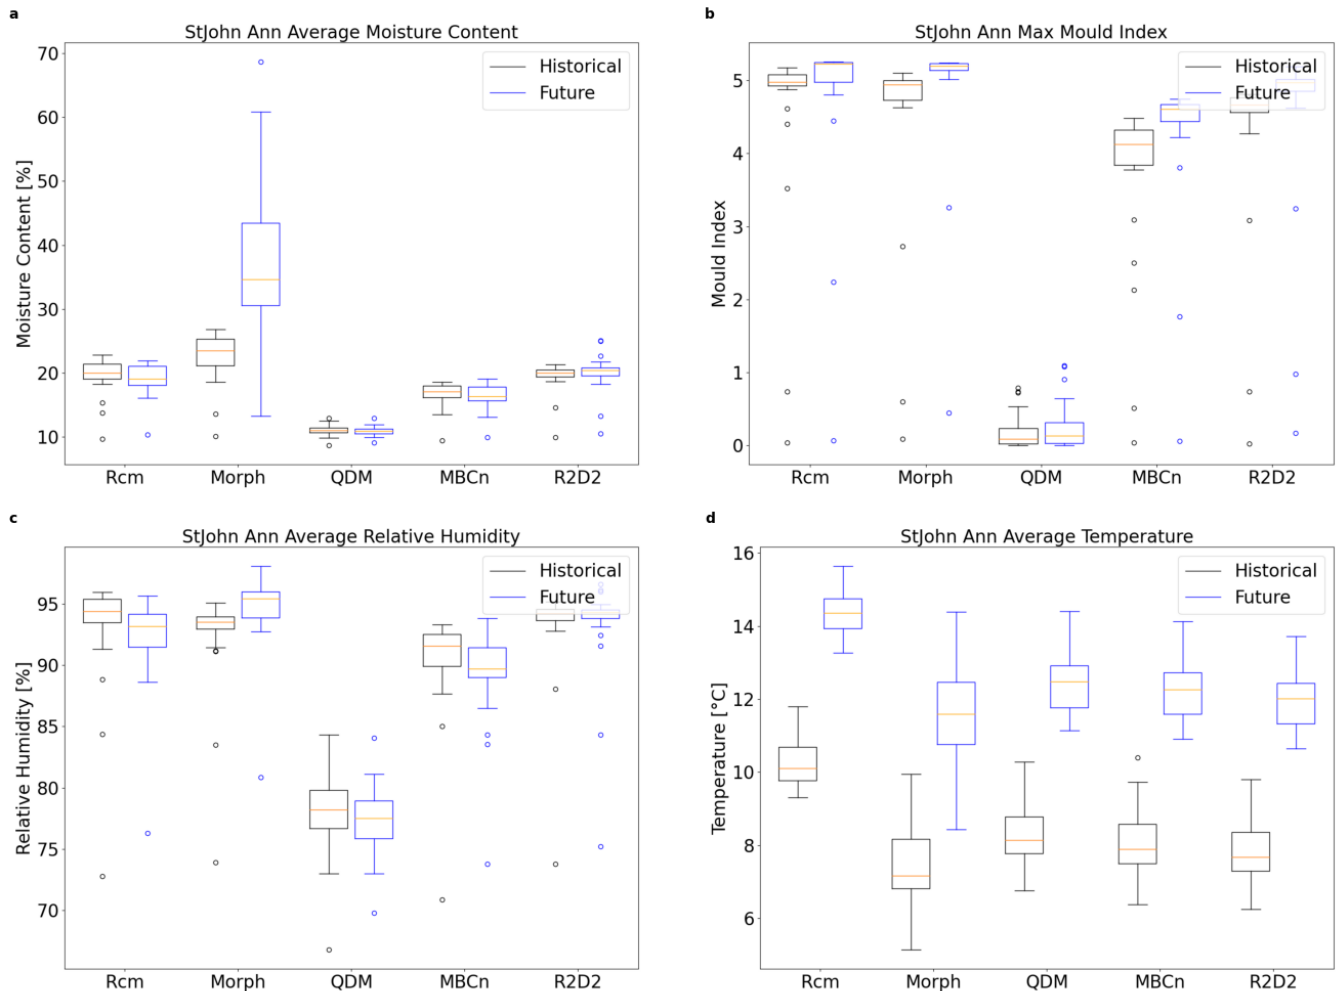 a
StJohn Ann Average Moisture Content
70
60
50
40
30
20
10
Moisture Content [%]
Historical
Future
Rcm Morph QDM MBCn R2D2
b
StJohn Ann Max Mould Index
5
4
3
2
1
0
Mould Index
Historical
Future
Rcm Morph QDM MBCn R2D2
c
StJohn Ann Average Relative Humidity
95
90
85
80
75
70
Relative Humidity [%]
Historical
Future
Rcm Morph QDM MBCn R2D2
d
StJohn Ann Average Temperature
16
14
12
10
8
6
Temperature [°C]
Historical
Future
Rcm Morph QDM MBCn R2D2